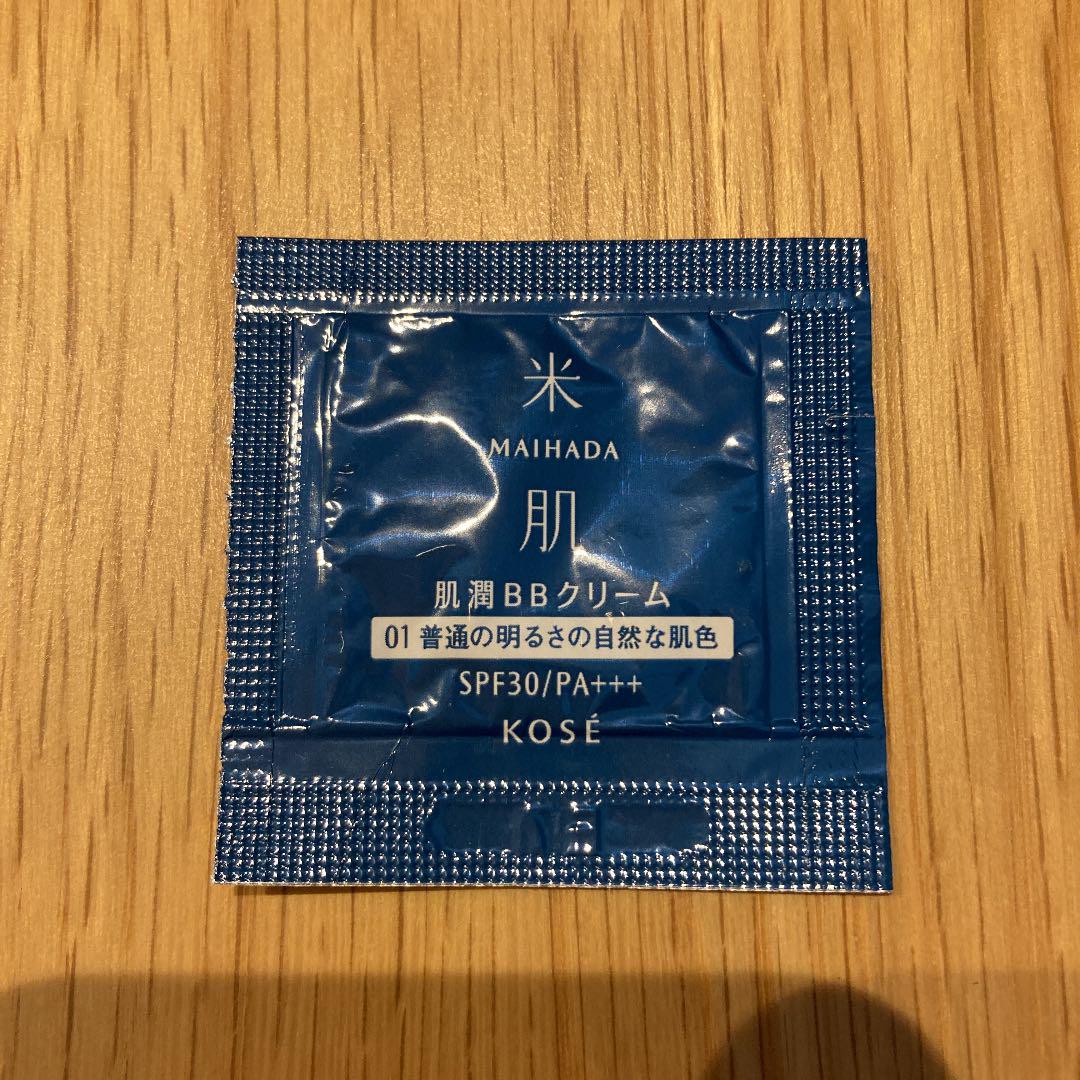 米
MAIHADA
肌
肌潤BBクリーム
01 普通の明るさの自然な肌色
SPF30/PA+++
KOSÉ